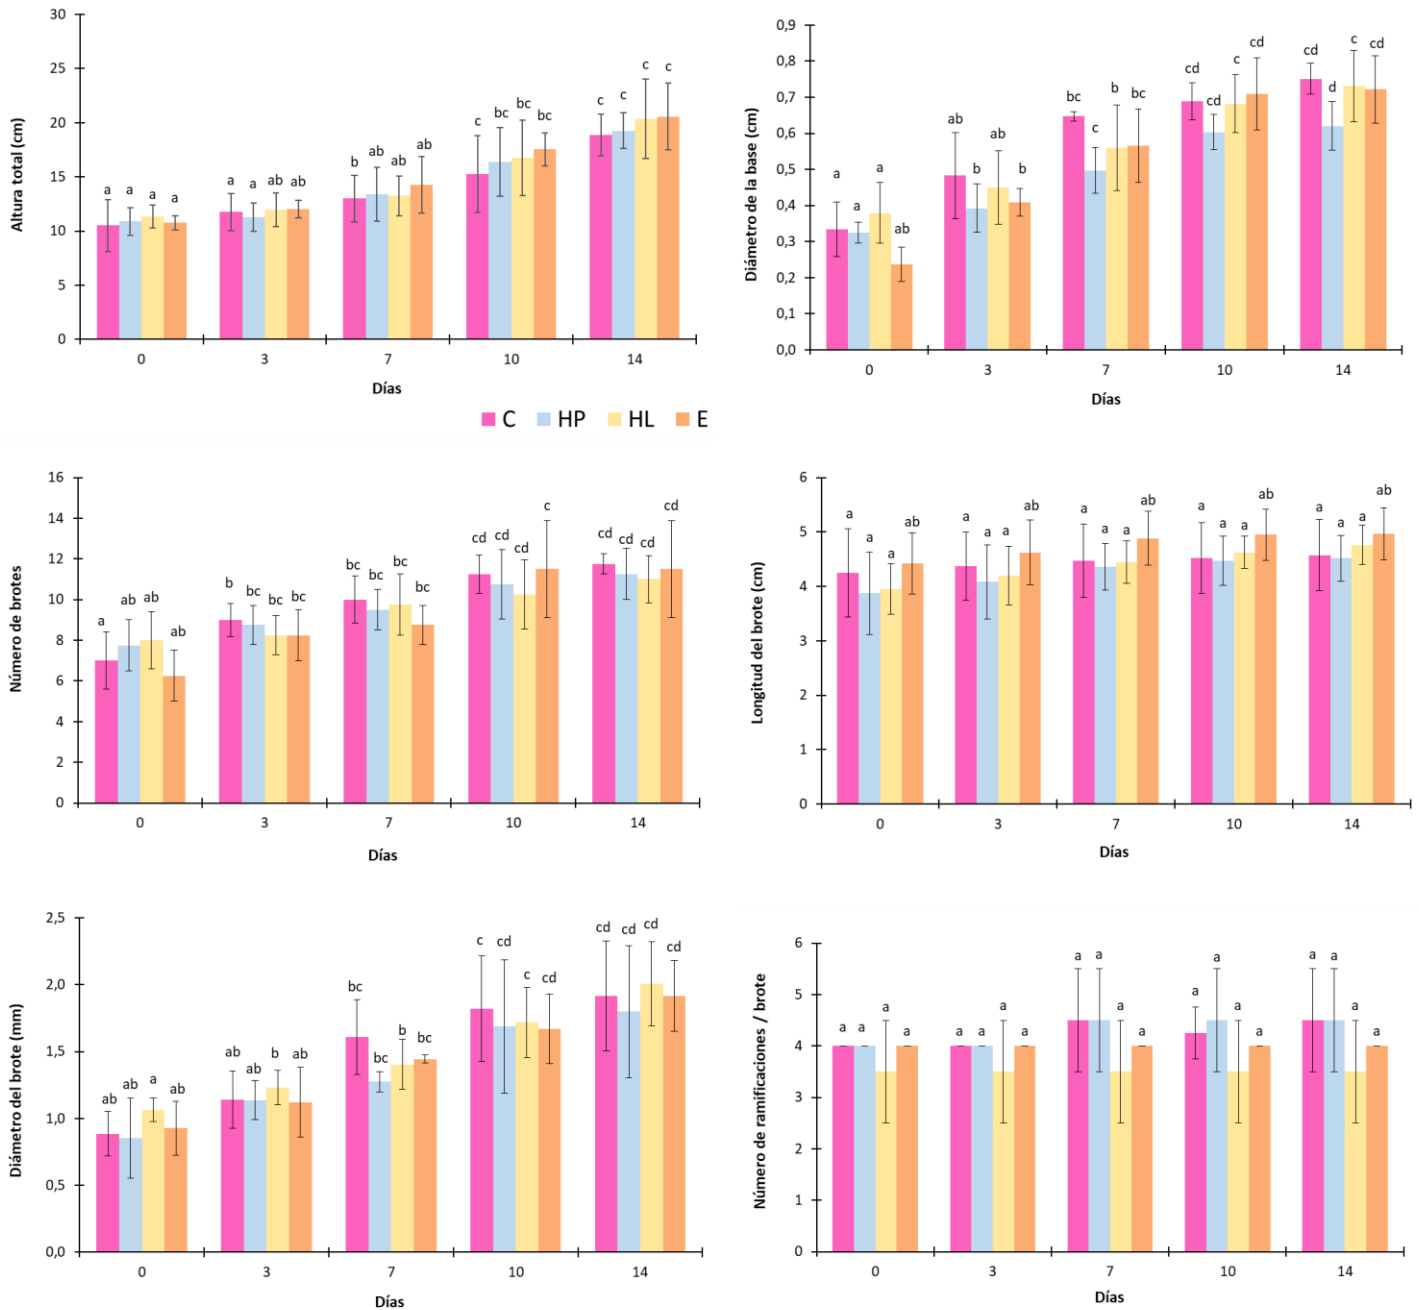 Altura total (cm)
30
25
20
15
10
5
0
a a a a
a a ab ab
b ab ab ab
c bc bc bc
c c c c
0 3 7 10 14
Días
Diámetro de la base (cm)
0,9
0,8
0,7
0,6
0,5
0,4
0,3
0,2
0,1
0,0
a a a ab
ab b ab b
bc c b bc
cd cd c cd
cd d c cd
0 3 7 10 14
Días
C HP HL E
Número de brotes
16
14
12
10
8
6
4
2
0
a ab ab ab
b bc bc bc
bc bc bc bc
cd cd cd c
cd cd cd cd
0 3 7 10 14
Días
Longitud del brote (cm)
6
5
4
3
2
1
0
a a a ab
a a a ab
a a a ab
a a a ab
a a a ab
0 3 7 10 14
Días
Diámetro del brote (mm)
2,5
2,0
1,5
1,0
0,5
0,0
ab ab a ab
ab ab b ab
bc bc b bc
c cd c cd
cd cd cd cd
0 3 7 10 14
Días
Número de ramificaciones / brote
6
5
4
3
2
1
0
a a a a
a a a a
a a a a
a a a a
a a a a
0 3 7 10 14
Días